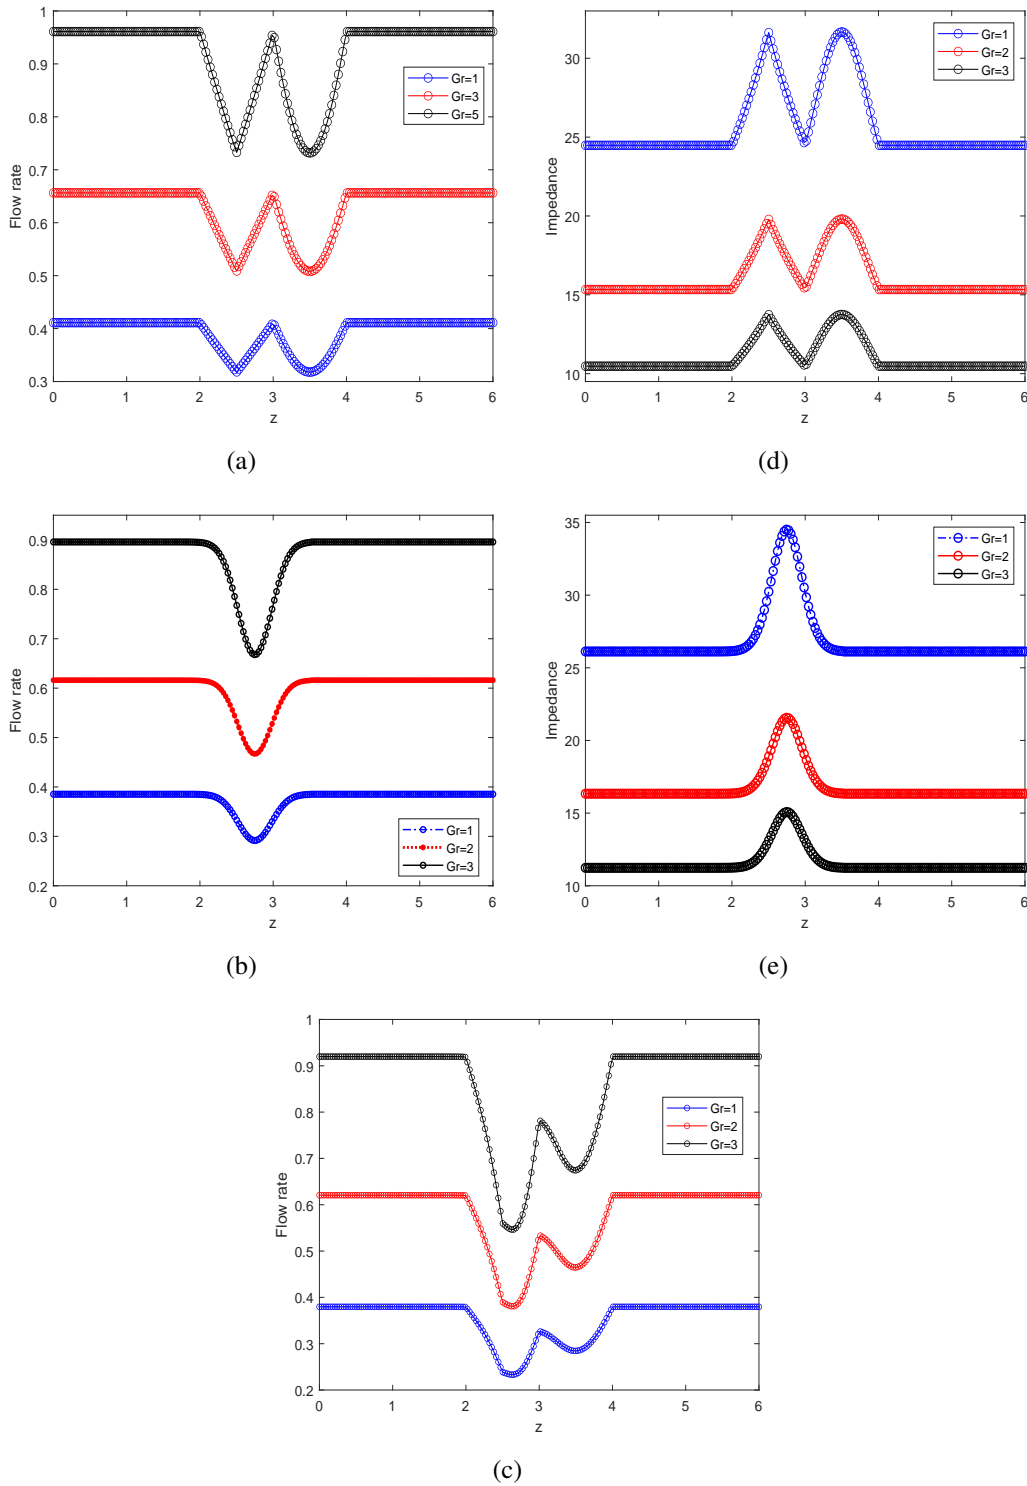 1
0.9
0.8
0.7
0.6
0.5
0.4
0.3
Flow rate
Gr=1
Gr=3
Gr=5
0 1 2 3 4 5 6
z
(a)
30
25
20
15
10
Impedance
Gr=1
Gr=2
Gr=3
0 1 2 3 4 5 6
z
(d)
0.9
0.8
0.7
0.6
0.5
0.4
0.3
0.2
Flow rate
Gr=1
Gr=2
Gr=3
0 1 2 3 4 5 6
z
(b)
35
30
25
20
15
10
Impedance
Gr=1
Gr=2
Gr=3
0 1 2 3 4 5 6
z
(e)
1
0.9
0.8
0.7
0.6
0.5
0.4
0.3
0.2
Flow rate
Gr=1
Gr=2
Gr=3
0 1 2 3 4 5 6
z
(c)